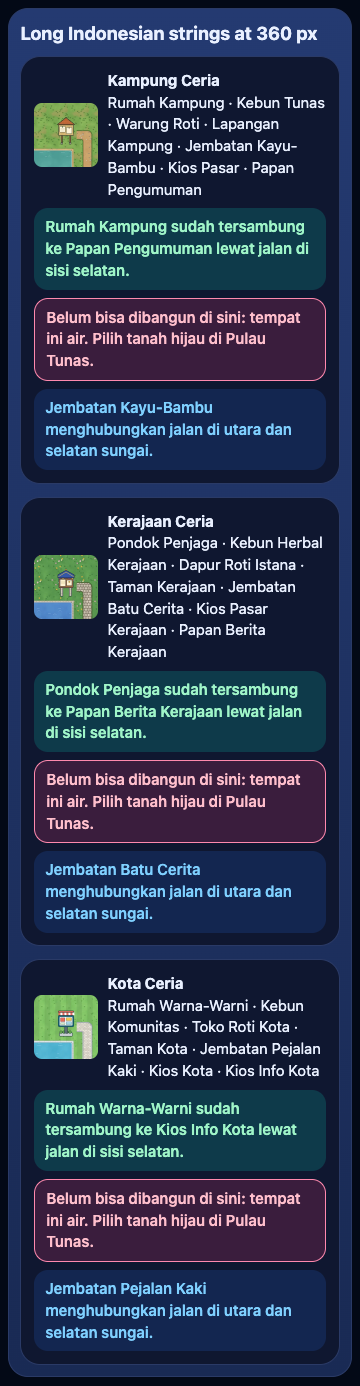 Long Indonesian strings at 360 px
Kampung Ceria
Rumah Kampung · Kebun Tunas
· Warung Roti · Lapangan
Kampung · Jembatan Kayu-
Bambu · Kios Pasar · Papan
Pengumuman
Rumah Kampung sudah tersambung
ke Papan Pengumuman lewat jalan di
sisi selatan.
Belum bisa dibangun di sini: tempat
ini air. Pilih tanah hijau di Pulau
Tunas.
Jembatan Kayu-Bambu
menghubungkan jalan di utara dan
selatan sungai.
Kerajaan Ceria
Pondok Penjaga · Kebun Herbal
Kerajaan · Dapur Roti Istana ·
Taman Kerajaan · Jembatan
Batu Cerita · Kios Pasar
Kerajaan · Papan Berita
Kerajaan
Pondok Penjaga sudah tersambung
ke Papan Berita Kerajaan lewat jalan
di sisi selatan.
Belum bisa dibangun di sini: tempat
ini air. Pilih tanah hijau di Pulau
Tunas.
Jembatan Batu Cerita
menghubungkan jalan di utara dan
selatan sungai.
Kota Ceria
Rumah Warna-Warni · Kebun
Komunitas · Toko Roti Kota ·
Taman Kota · Jembatan Pejalan
Kaki · Kios Kota · Kios Info Kota
Rumah Warna-Warni sudah
tersambung ke Kios Info Kota lewat
jalan di sisi selatan.
Belum bisa dibangun di sini: tempat
ini air. Pilih tanah hijau di Pulau
Tunas.
Jembatan Pejalan Kaki
menghubungkan jalan di utara dan
selatan sungai.